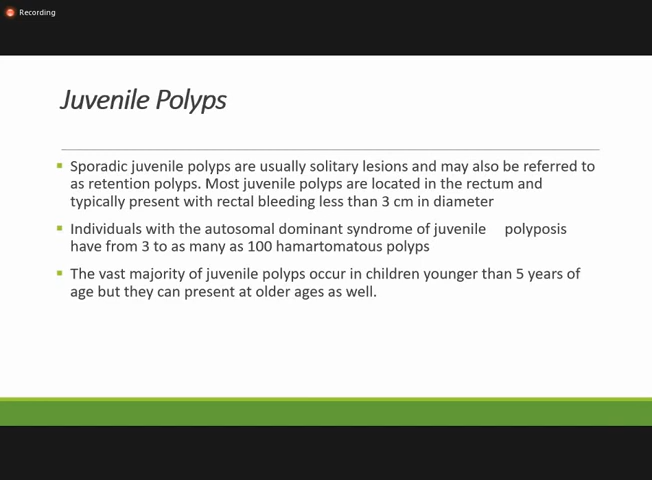 Recording
Juvenile Polyps
Sporadic juvenile polyps are usually solitary lesions and may also be referred to
as retention polyps. Most juvenile polyps are located in the rectum and
typically present with rectal bleeding less than 3 cm in diameter
Individuals with the autosomal dominant syndrome of juvenile polyposis
have from 3 to as many as 100 hamartomatous polyps
The vast majority of juvenile polyps occur in children younger than 5 years of
age but they can present at older ages as well.